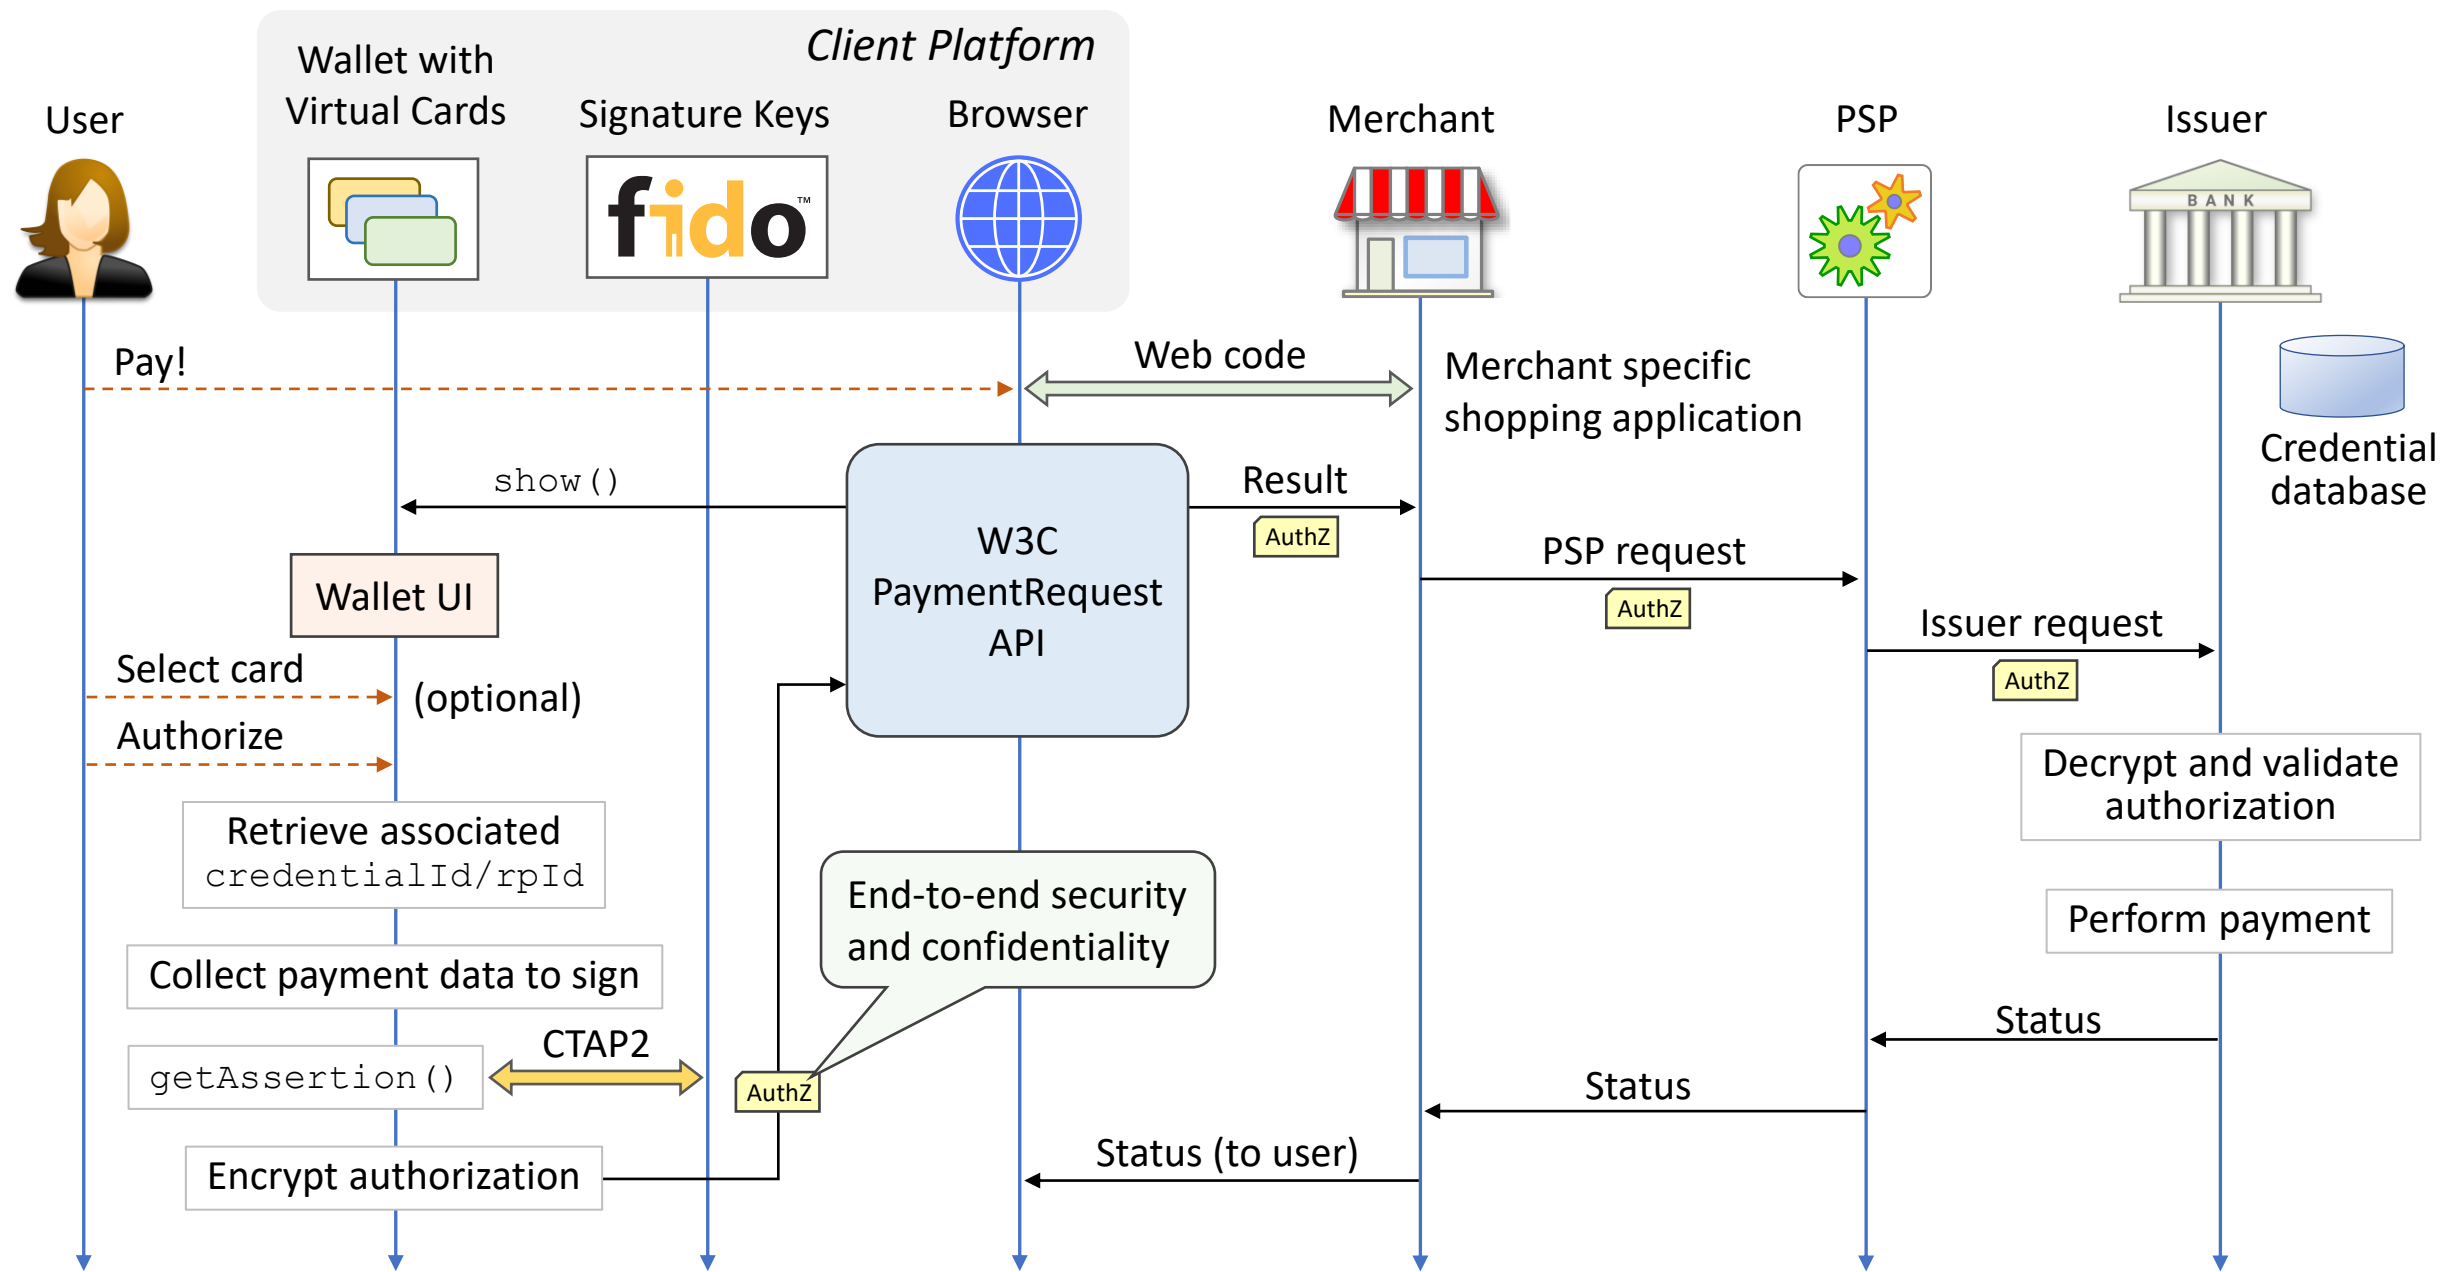 Client Platform
User
Wallet with
Virtual Cards
Signature Keys
Browser
Merchant
PSP
Issuer
fido™
BANK
Pay!
Web code
Merchant specific
shopping application
Credential
database
show()
Result
AuthZ
W3C
PaymentRequest
API
PSP request
AuthZ
Wallet UI
Issuer request
AuthZ
Select card
(optional)
Authorize
Decrypt and validate
authorization
Retrieve associated
credentialId/rpId
End-to-end security
and confidentiality
Perform payment
Collect payment data to sign
Status
CTAP2
getAssertion()
AuthZ
Status
Status (to user)
Encrypt authorization